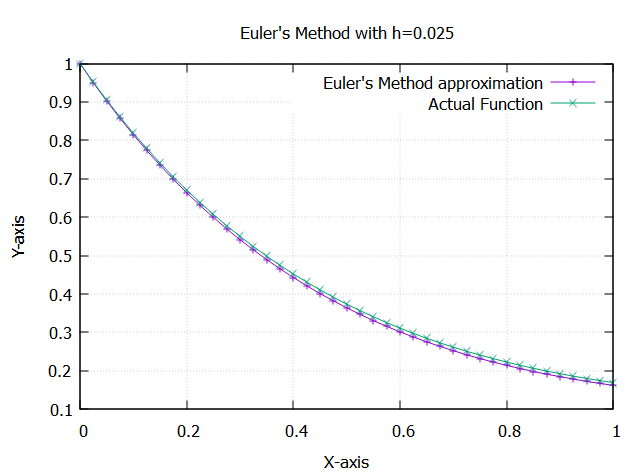 Euler's Method with h=0.025
Euler's Method approximation
Actual Function
1
0.9
0.8
0.7
0.6
0.5
0.4
0.3
0.2
0.1
Y-axis
0 0.2 0.4 0.6 0.8 1
X-axis